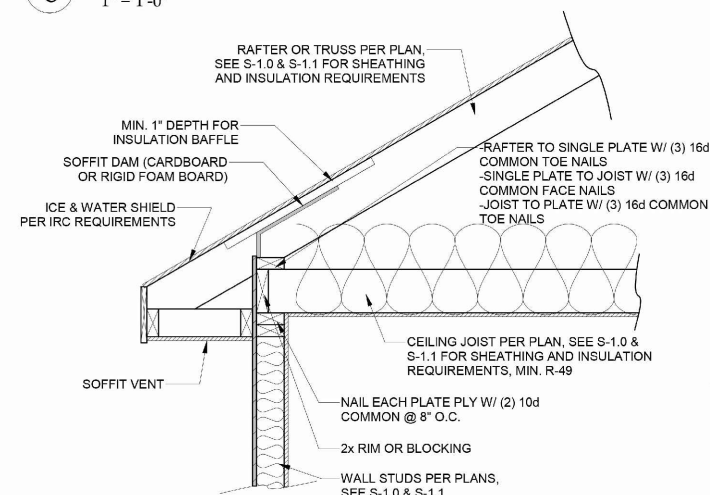 1" = 1'-0"
RAFTER OR TRUSS PER PLAN,
SEE S-1.0 & S-1.1 FOR SHEATHING
AND INSULATION REQUIREMENTS
MIN. 1" DEPTH FOR
INSULATION BAFFLE
SOFFIT DAM (CARDBOARD
OR RIGID FOAM BOARD)
ICE & WATER SHIELD
PER IRC REQUIREMENTS
-RAFTER TO SINGLE PLATE W/ (3) 16d
COMMON TOE NAILS
-SINGLE PLATE TO JOIST W/ (3) 16d
COMMON FACE NAILS
-JOIST TO PLATE W/ (3) 16d COMMON
TOE NAILS
CEILING JOIST PER PLAN, SEE S-1.0 &
S-1.1 FOR SHEATHING AND INSULATION
REQUIREMENTS, MIN. R-49
SOFFIT VENT
NAIL EACH PLATE PLY W/ (2) 10d
COMMON @ 8" O.C.
2x RIM OR BLOCKING
WALL STUDS PER PLANS,
SEE S-1.0 & S-1.1